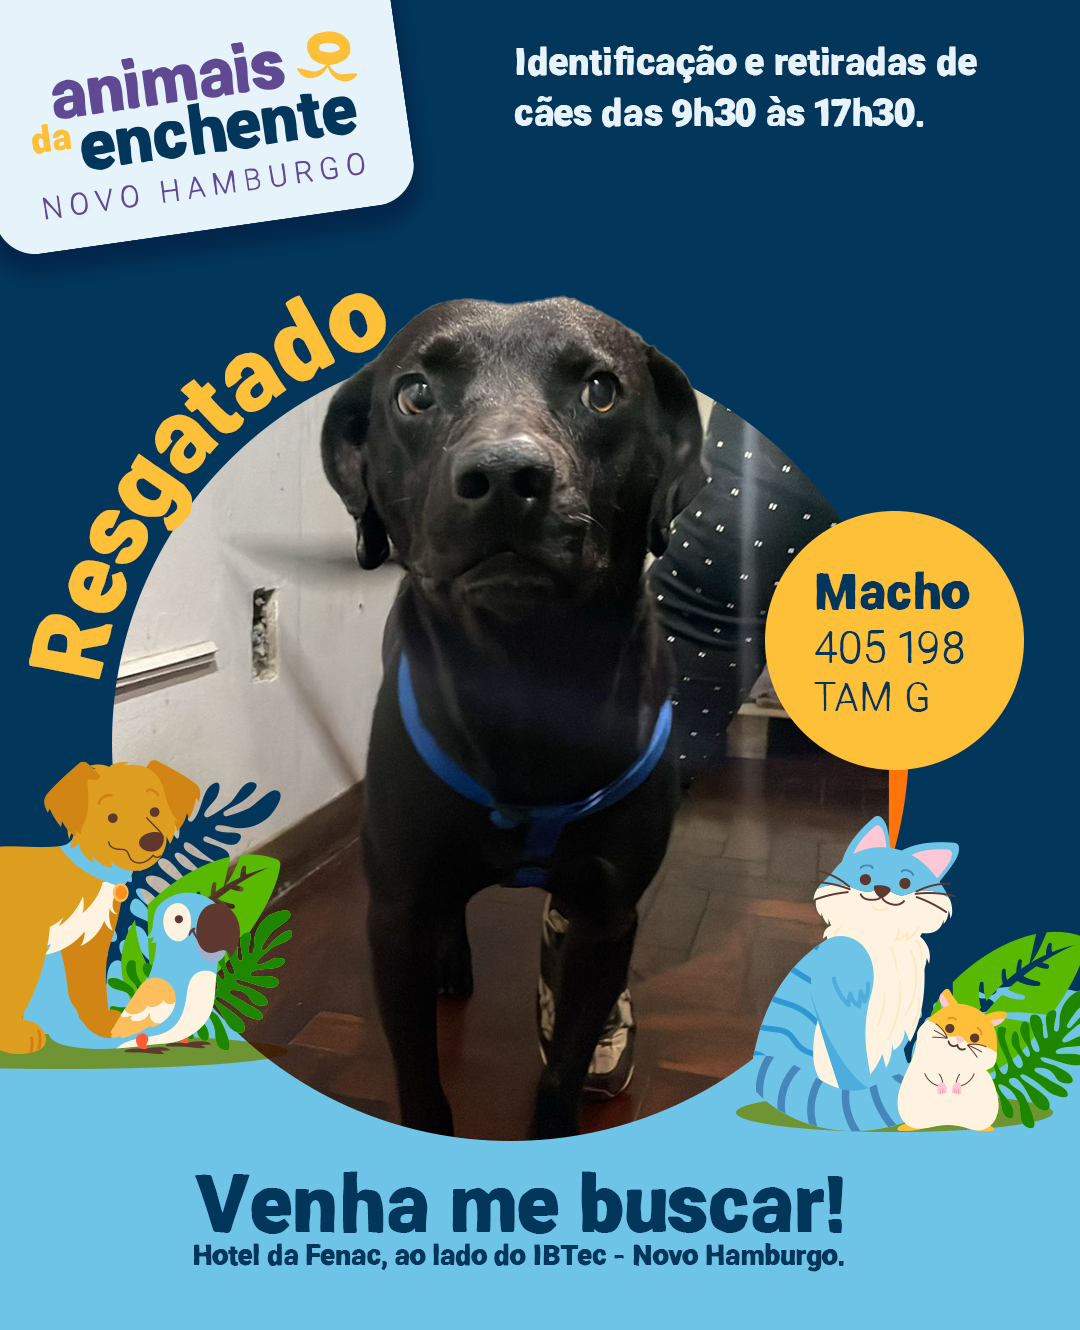 animais
da enchente
NOVO HAMBURGO
Identificação e retiradas de
cães das 9h30 às 17h30.
Resgatado
Macho
405 198
TAM G
Venha me buscar!
Hotel da Fenac, ao lado do IBTec - Novo Hamburgo.